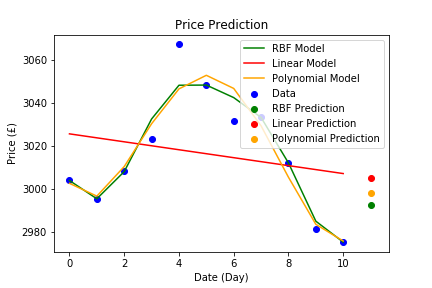 Price Prediction
RBF Model
Linear Model
Polynomial Model
Data
RBF Prediction
Linear Prediction
Polynomial Prediction
Price (£)
3060
3040
3020
3000
2980
0 2 4 6 8 10
Date (Day)